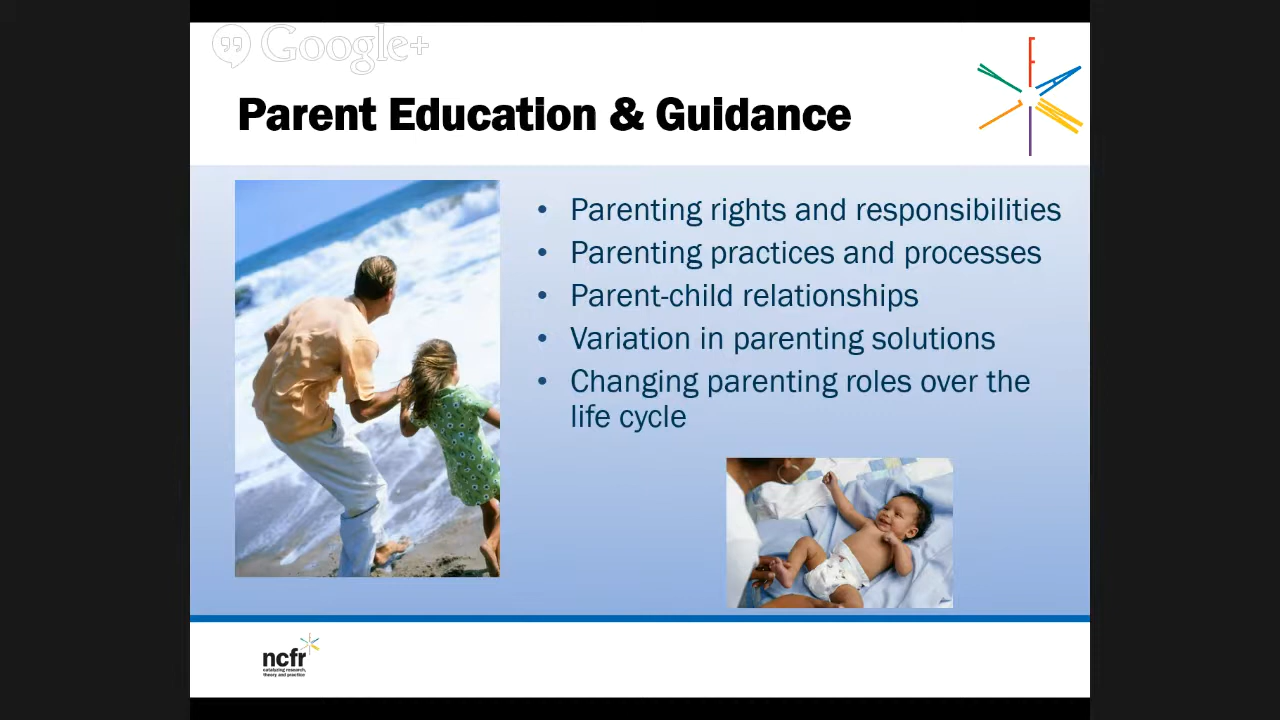 Google+
Parent Education & Guidance
• Parenting rights and responsibilities
• Parenting practices and processes
• Parent-child relationships
• Variation in parenting solutions
• Changing parenting roles over the
life cycle
ncfr
catalyzing research,
theory and practice